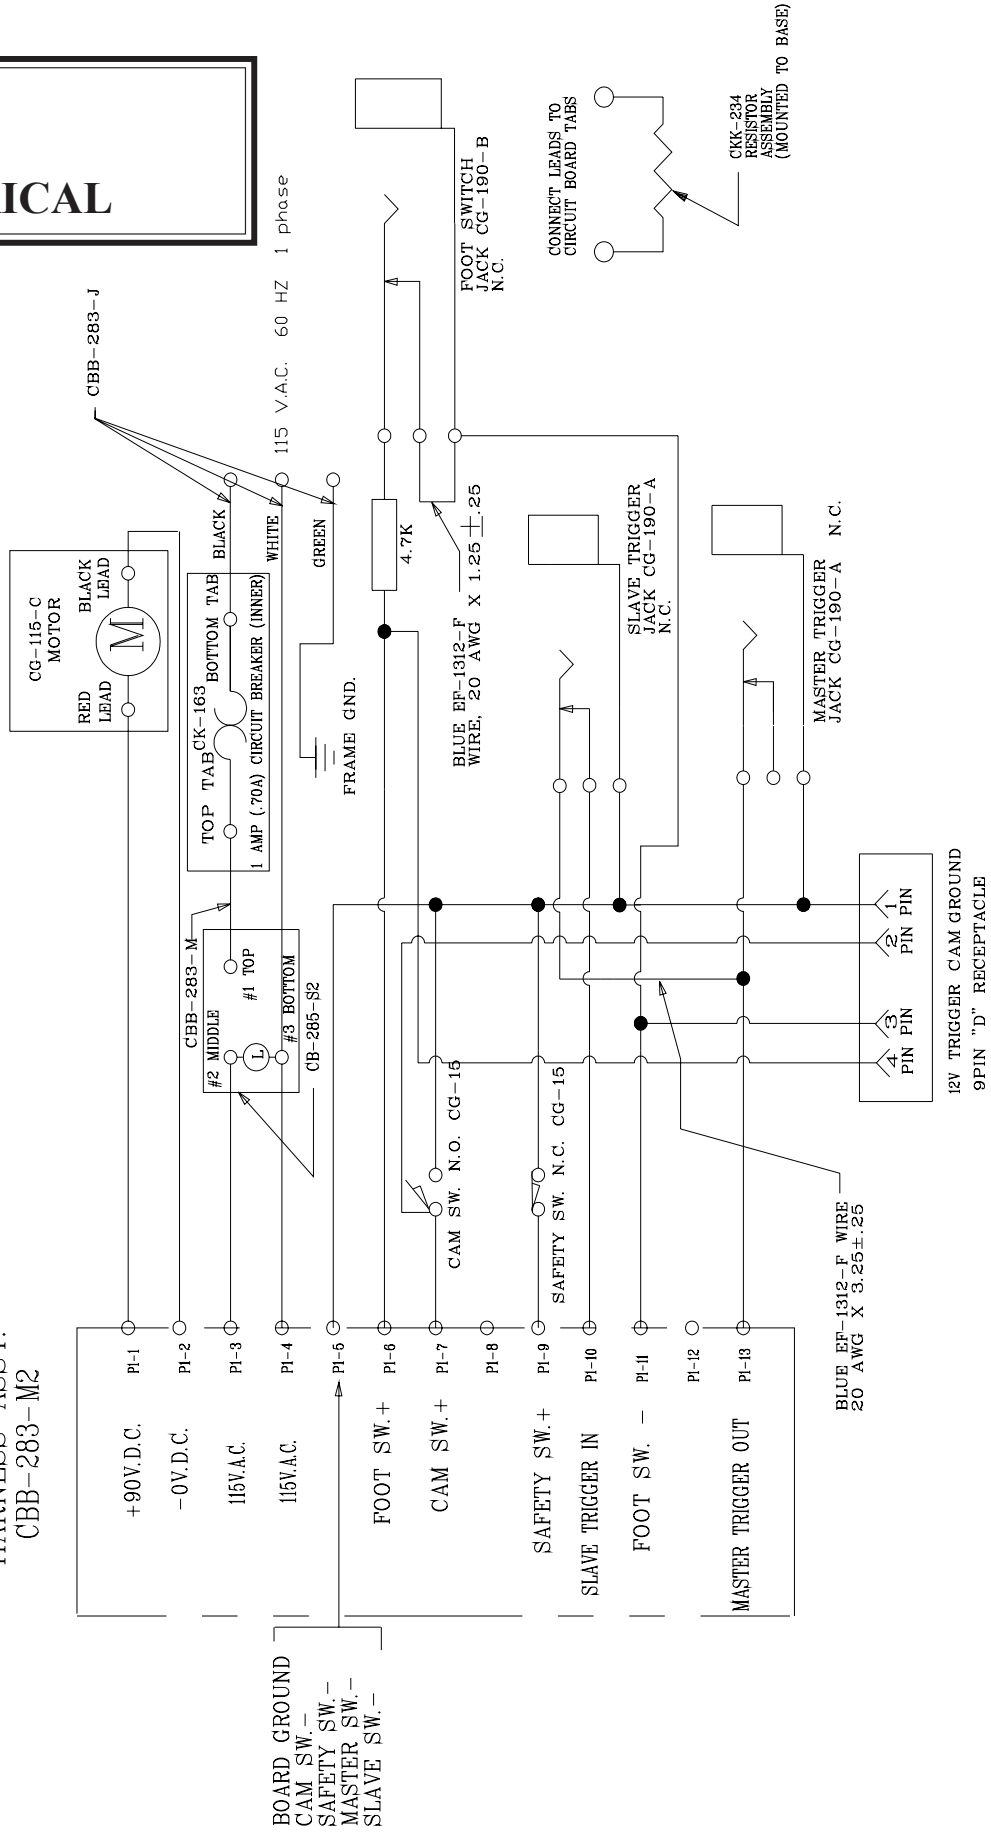 RICAL
CBB-283-M2
CG-115-C
MOTOR
RED
LEAD
BLACK
LEAD
M
CBB-283-J
TOP TAB
CK-163
BOTTOM TAB
1 AMP (.70A) CIRCUIT BREAKER (INNER)
BLACK
WHITE
GREEN
115 V.A.C. 60 HZ 1 phase
CBB-283-M
#1 TOP
#2 MIDDLE
#3 BOTTOM
L
CB-285-S2
FRAME GND.
4.7K
BLUE EF-1312-F
WIRE, 20 AWG X 1.25±.25
FOOT SWITCH
JACK CG-190-B
N.C.
CONNECT LEADS TO
CIRCUIT BOARD TABS
CKK-234
RESISTOR
ASSEMBLY
(MOUNTED TO BASE)
SLAVE TRIGGER
JACK CG-190-A
N.C.
MASTER TRIGGER
JACK CG-190-A N.C.
CAM SW. N.O. CG-15
SAFETY SW. N.C. CG-15
BLUE EF-1312-F WIRE
20 AWG X 3.25±.25
PIN 1
PIN 2
PIN 3
PIN 4
12V TRIGGER CAM GROUND
9PIN "D" RECEPTACLE
+90V.D.C. P1-1
-0V.D.C. P1-2
115V.A.C. P1-3
115V.A.C. P1-4
P1-5
FOOT SW.+ P1-6
CAM SW.+ P1-7
P1-8
SAFETY SW.+ P1-9
SLAVE TRIGGER IN P1-10
FOOT SW. - P1-11
P1-12
MASTER TRIGGER OUT P1-13
BOARD GROUND
CAM SW.-
SAFETY SW.-
MASTER SW.-
SLAVE SW.-